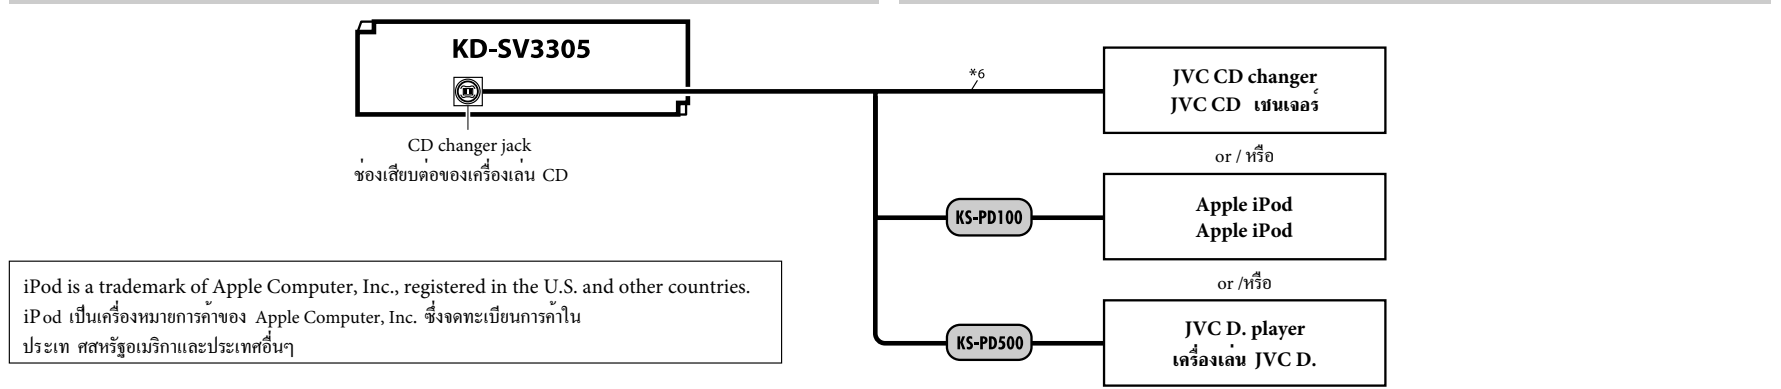 KD-SV3305
CD changer jack
ช่องเสียบต่อของเครื่องเล่น CD
*6
JVC CD changer
JVC CD เชนเจอร์
or / หรือ
KS-PD100
Apple iPod
Apple iPod
or /หรือ
KS-PD500
JVC D. player
เครื่องเล่น JVC D.
iPod is a trademark of Apple Computer, Inc., registered in the U.S. and other countries.
iPod เป็นเครื่องหมายการค้าของ Apple Computer, Inc. ซึ่งจดทะเบียนการค้าใน
ประเท ศสหรัฐอเมริกาและประเทศอื่นๆ